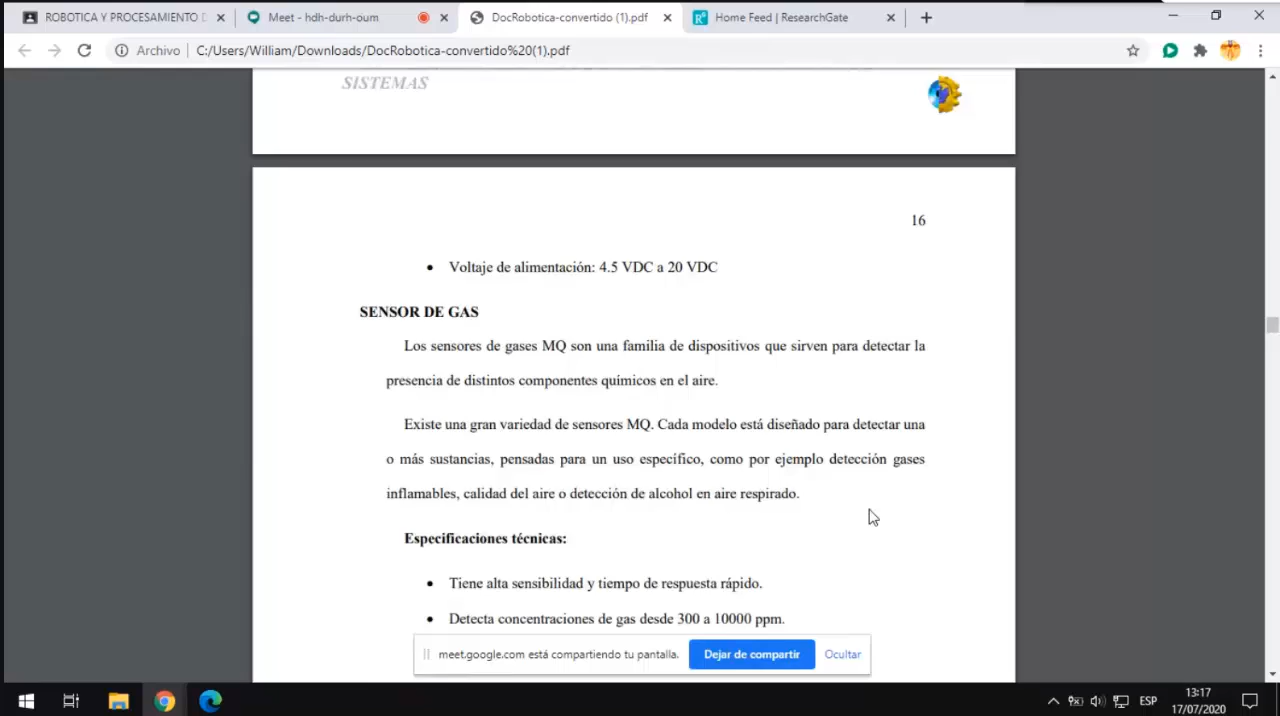 ROBOTICA Y PROCESAMIENTO D
Meet - hdh-durh-oum
DocRobotica-convertido (1).pdf
Home Feed | ResearchGate
Archivo
C:/Users/William/Downloads/DocRobotica-convertido%20(1).pdf
SISTEMAS
16
• Voltaje de alimentación: 4.5 VDC a 20 VDC
SENSOR DE GAS
Los sensores de gases MQ son una familia de dispositivos que sirven para detectar la
presencia de distintos componentes químicos en el aire.
Existe una gran variedad de sensores MQ. Cada modelo está diseñado para detectar una
o más sustancias, pensadas para un uso específico, como por ejemplo detección gases
inflamables, calidad del aire o detección de alcohol en aire respirado.
Especificaciones técnicas:
• Tiene alta sensibilidad y tiempo de respuesta rápido.
• Detecta concentraciones de gas desde 300 a 10000 ppm.
meet.google.com está compartiendo tu pantalla.
Dejar de compartir
Ocultar
ESP
13:17
17/07/2020